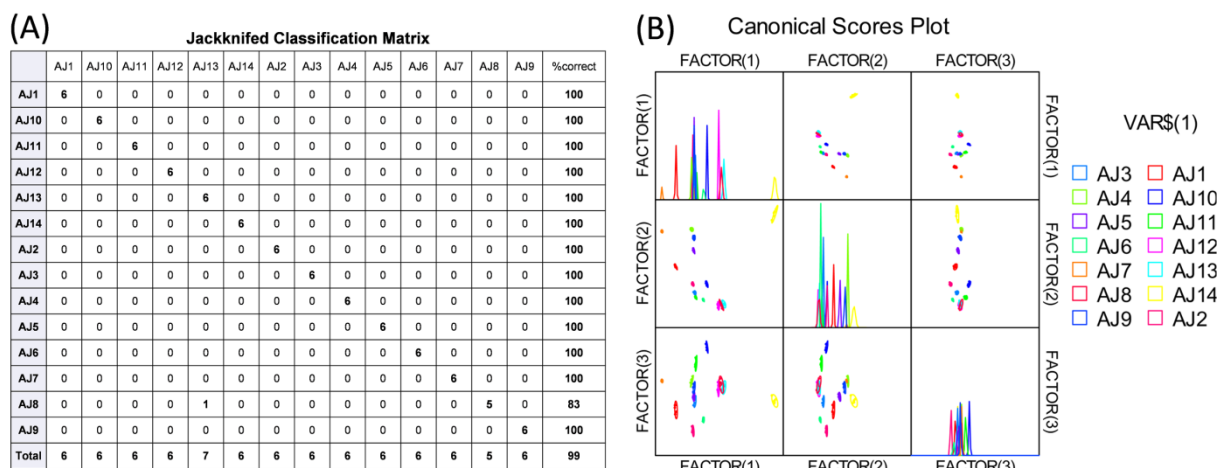 (A)
Jackknifed Classification Matrix
AJ1 AJ10 AJ11 AJ12 AJ13 AJ14 AJ2 AJ3 AJ4 AJ5 AJ6 AJ7 AJ8 AJ9 %correct
AJ1 6 0 0 0 0 0 0 0 0 0 0 0 0 0 100
AJ10 0 6 0 0 0 0 0 0 0 0 0 0 0 0 100
AJ11 0 0 6 0 0 0 0 0 0 0 0 0 0 0 100
AJ12 0 0 0 6 0 0 0 0 0 0 0 0 0 0 100
AJ13 0 0 0 0 6 0 0 0 0 0 0 0 0 0 100
AJ14 0 0 0 0 0 6 0 0 0 0 0 0 0 0 100
AJ2 0 0 0 0 0 0 6 0 0 0 0 0 0 0 100
AJ3 0 0 0 0 0 0 0 6 0 0 0 0 0 0 100
AJ4 0 0 0 0 0 0 0 0 6 0 0 0 0 0 100
AJ5 0 0 0 0 0 0 0 0 0 6 0 0 0 0 100
AJ6 0 0 0 0 0 0 0 0 0 0 6 0 0 0 100
AJ7 0 0 0 0 0 0 0 0 0 0 0 6 0 0 100
AJ8 0 0 0 0 1 0 0 0 0 0 0 0 5 0 83
AJ9 0 0 0 0 0 0 0 0 0 0 0 0 0 6 100
Total 6 6 6 6 7 6 6 6 6 6 6 6 5 6 99
(B)
Canonical Scores Plot
FACTOR(1) FACTOR(2) FACTOR(3)
FACTOR(1) FACTOR(1)
FACTOR(2) FACTOR(2)
FACTOR(3) FACTOR(3)
FACTOR(1) FACTOR(2) FACTOR(3)
VAR$(1)
AJ3 AJ1
AJ4 AJ10
AJ5 AJ11
AJ6 AJ12
AJ7 AJ13
AJ8 AJ14
AJ9 AJ2